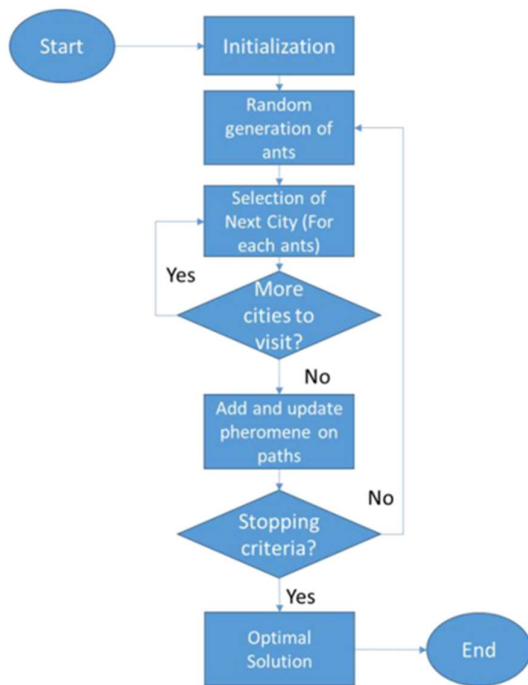 Start
Initialization
Random
generation of
ants
Selection of
Next City (For
each ants)
Yes
More
cities to
visit?
No
Add and update
pheromene on
paths
No
Stopping
criteria?
Yes
Optimal
Solution
End